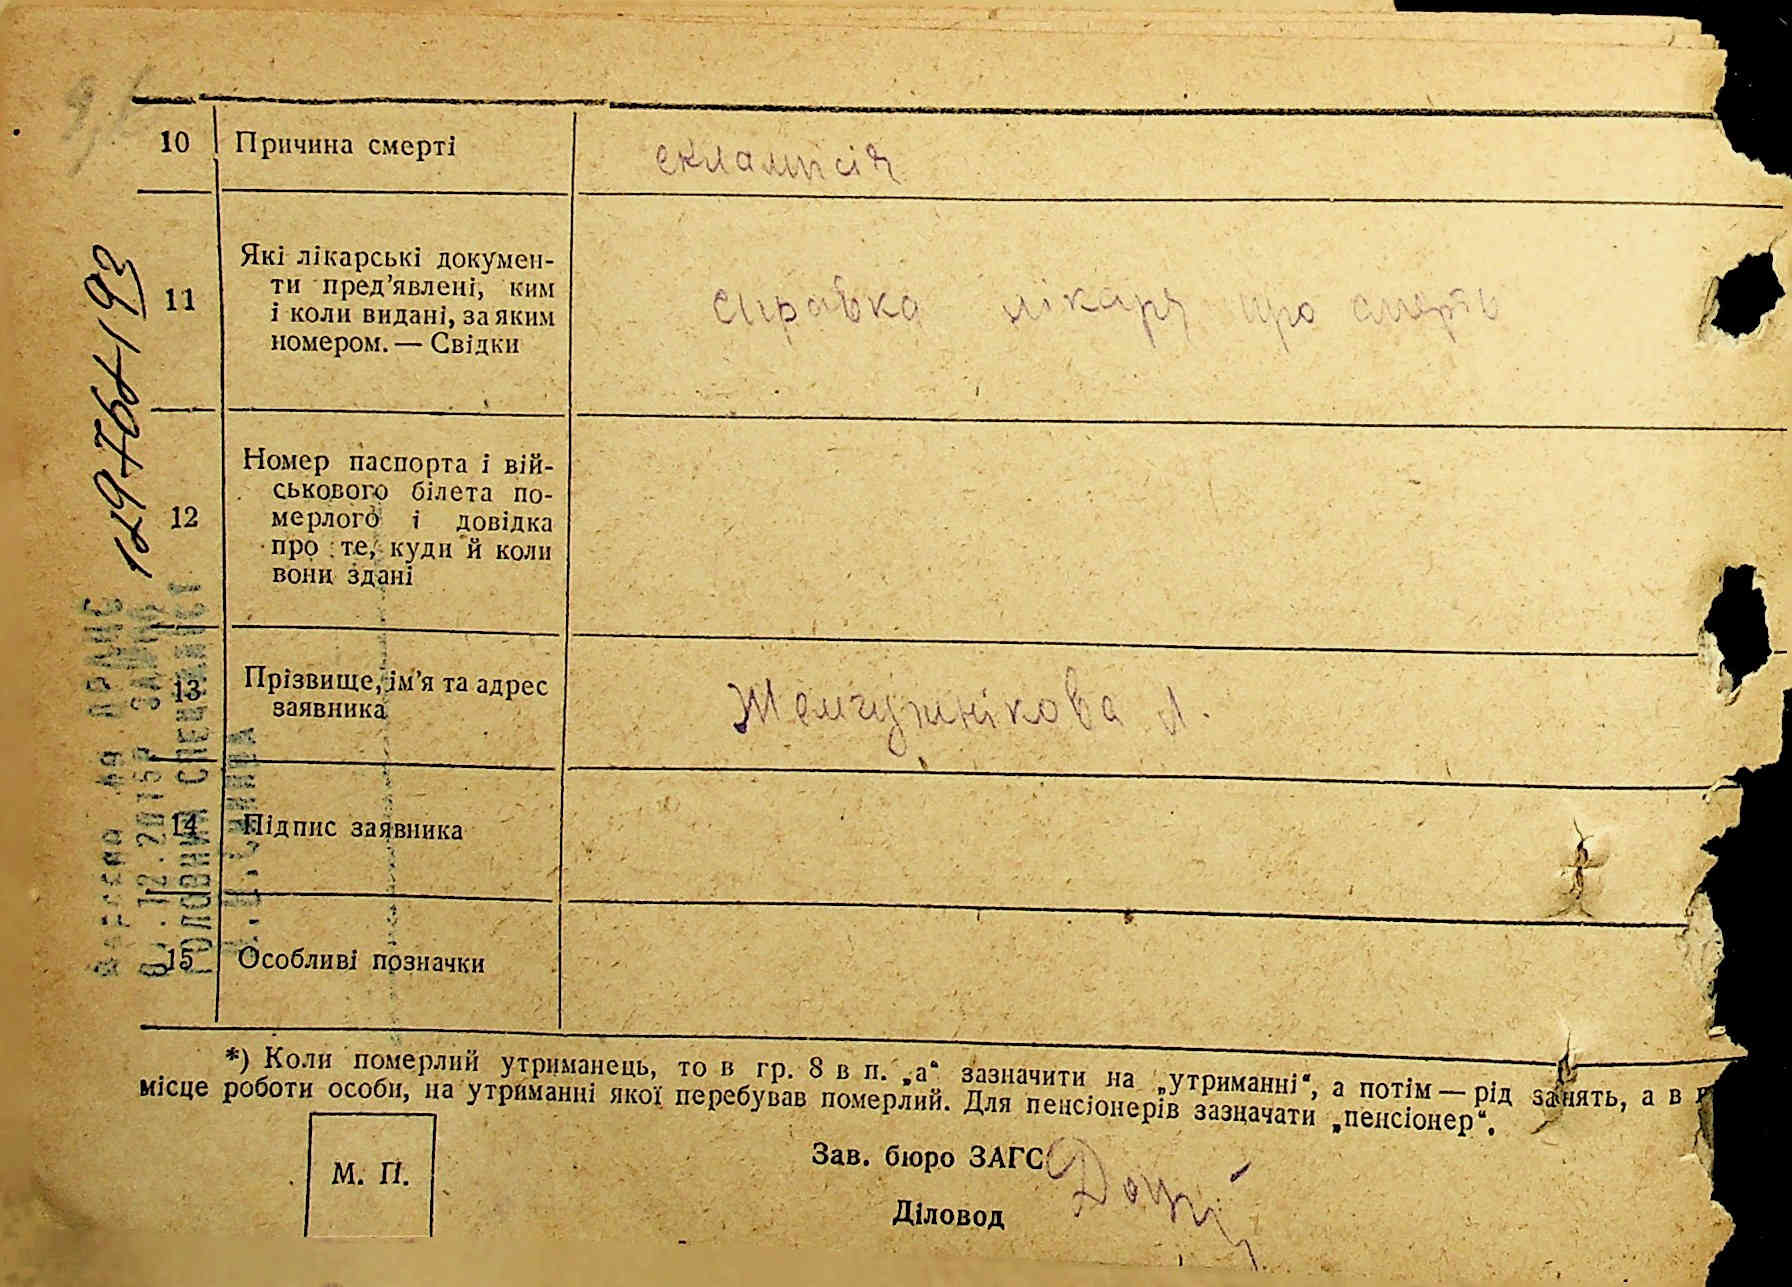 10 Причина смерті еклампсія
11 Які лікарські докумен-
ти пред’явлені, ким
і коли видані, за яким
номером. — Свідки
справка лікаря про смерть
12 Номер паспорта і вій-
ськового білета по-
мерлого і довідка
про те, куди й коли
вони здані
13 Прізвище, ім’я та адрес
заявника
Жемчужнікова Л.
14 Підпис заявника
15 Особливі позначки
*) Коли померлий утриманець, то в гр. 8 в п. „а“ зазначити на „утриманні“, а потім — рід занять, а в
місце роботи особи, на утриманні якої перебував померлий. Для пенсіонерів зазначати „пенсіонер“.
М. П.
Зав. бюро ЗАГС
Діловод